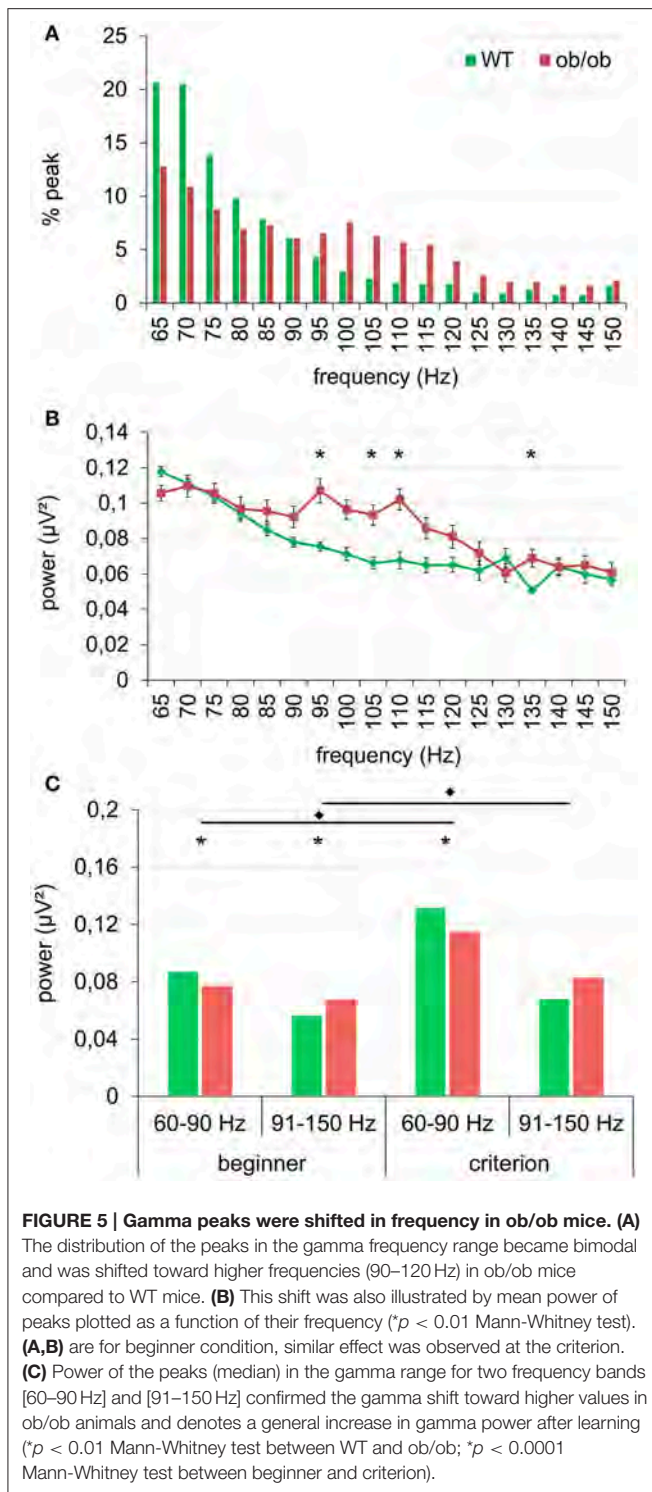 A
WT ob/ob
% peak
25
20
15
10
5
0
65 70 75 80 85 90 95 100 105 110 115 120 125 130 135 140 145 150
frequency (Hz)
B
power (µV²)
0,14
0,12
0,1
0,08
0,06
0,04
0,02
0
* * * *
65 70 75 80 85 90 95 100 105 110 115 120 125 130 135 140 145 150
frequency (Hz)
C
power (µV²)
0,2
0,16
0,12
0,08
0,04
0
◆
◆
* * *
60-90 Hz 91-150 Hz 60-90 Hz 91-150 Hz
beginner criterion
FIGURE 5 | Gamma peaks were shifted in frequency in ob/ob mice. (A)
The distribution of the peaks in the gamma frequency range became bimodal
and was shifted toward higher frequencies (90–120 Hz) in ob/ob mice
compared to WT mice. (B) This shift was also illustrated by mean power of
peaks plotted as a function of their frequency (*p < 0.01 Mann-Whitney test).
(A,B) are for beginner condition, similar effect was observed at the criterion.
(C) Power of the peaks (median) in the gamma range for two frequency bands
[60–90 Hz] and [91–150 Hz] confirmed the gamma shift toward higher values in
ob/ob animals and denotes a general increase in gamma power after learning
(*p < 0.01 Mann-Whitney test between WT and ob/ob; *p < 0.0001
Mann-Whitney test between beginner and criterion).